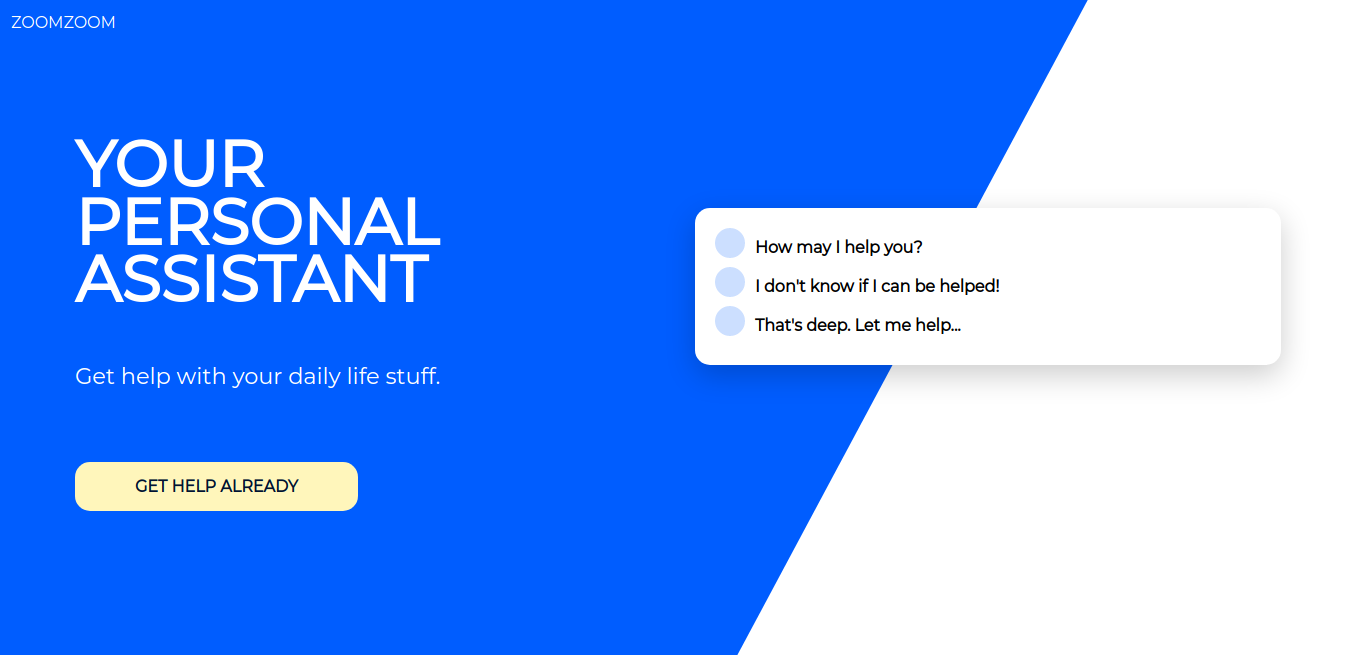 ZOOMZOOM
YOUR
PERSONAL
ASSISTANT
Get help with your daily life stuff.
GET HELP ALREADY
How may I help you?
I don't know if I can be helped!
That's deep. Let me help...